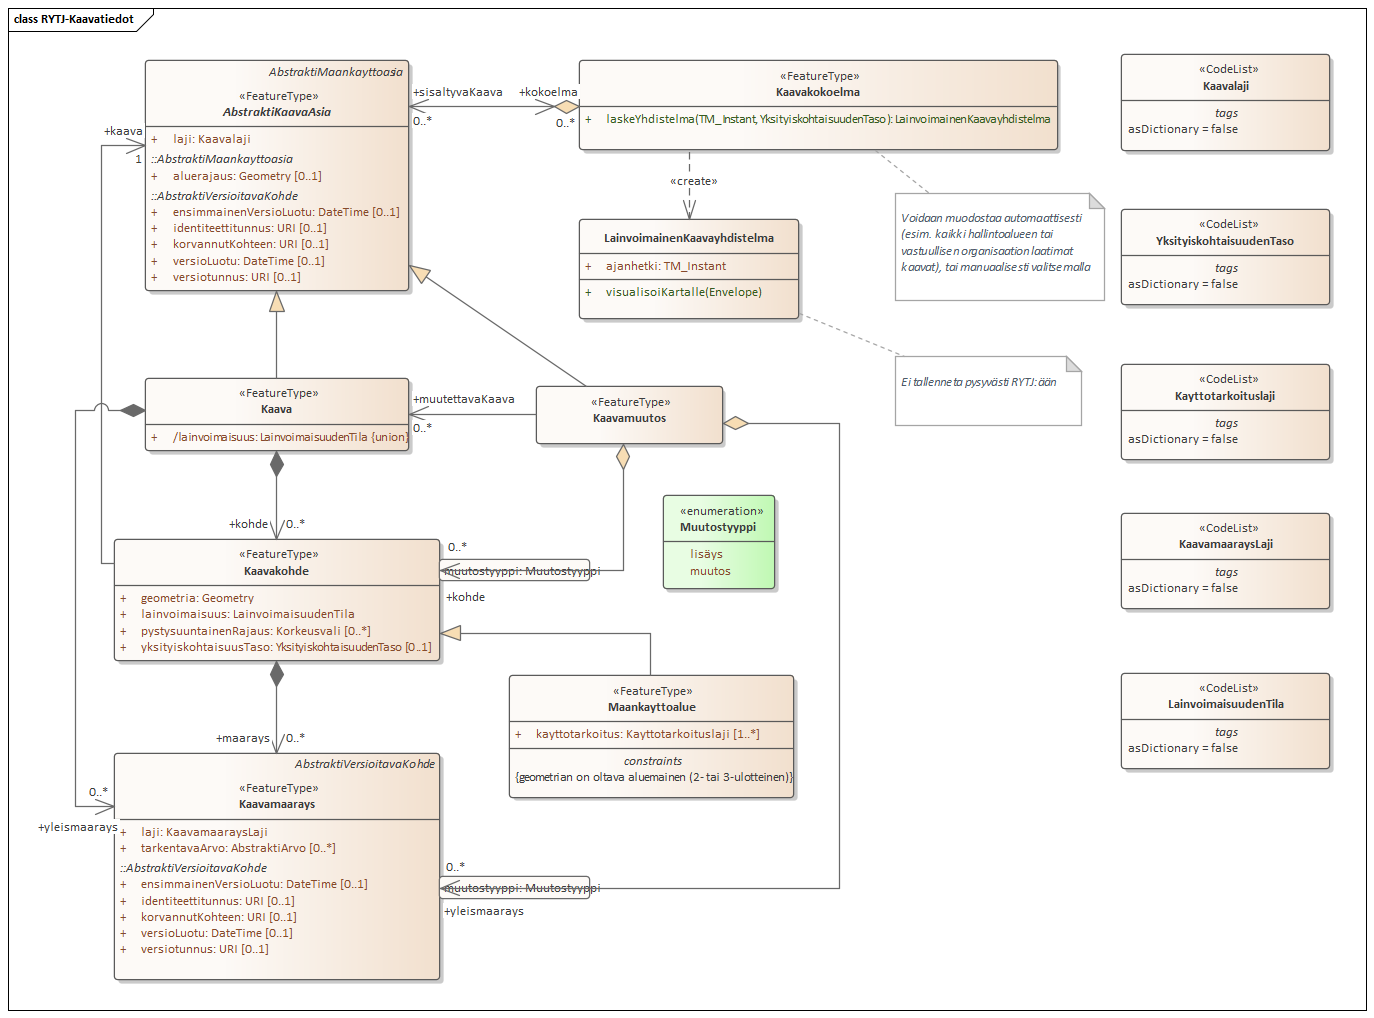 class RYTJ-Kaavatiedot
AbstraktiMaankayttoasia
«FeatureType»
AbstraktiKaavaAsia
+ laji: Kaavalaji
::AbstraktiMaankayttoasia
+ aluerajaus: Geometry [0..1]
::AbstraktiVersioitavaKohde
+ ensimmainenVersioLuotu: DateTime [0..1]
+ identiteettitunnus: URI [0..1]
+ korvannutKohteen: URI [0..1]
+ versioLuotu: DateTime [0..1]
+ versiotunnus: URI [0..1]
+kaava
1
+sisaltyvaKaava
0..*
+kokoelma
0..*
«FeatureType»
Kaavakokoelma
+ laskeYhdistelma(TM_Instant, YksityiskohtaisuudenTaso): LainvoimainenKaavayhdistelma
«create»
LainvoimainenKaavayhdistelma
+ ajanhetki: TM_Instant
+ visualisoiKartalle(Envelope)
Voidaan muodostaa automaattisesti
(esim. kaikki hallintoalueen tai
vastuullisen organisaation laatimat
kaavat), tai manuaalisesti valitsemalla
Ei tallenneta pysyvästi RYTJ:ään
«CodeList»
Kaavalaji
tags
asDictionary = false
«CodeList»
YksityiskohtaisuudenTaso
tags
asDictionary = false
«CodeList»
Kayttotarkoituslaji
tags
asDictionary = false
«CodeList»
KaavamaaraysLaji
tags
asDictionary = false
«CodeList»
LainvoimaisuudenTila
tags
asDictionary = false
«FeatureType»
Kaava
+ /lainvoimaisuus: LainvoimaisuudenTila {union}
+muutettavaKaava
0..*
«FeatureType»
Kaavamuutos
+kohde
0..*
«enumeration»
Muutostyyppi
lisäys
muutos
«FeatureType»
Kaavakohde
+ geometria: Geometry
+ lainvoimaisuus: LainvoimaisuudenTila
+ pystysuuntainenRajaus: Korkeusvali [0..*]
+ yksityiskohtaisuusTaso: YksityiskohtaisuudenTaso [0..1]
0..*
muutostyyppi: Muutostyyppi
+kohde
«FeatureType»
Maankayttoalue
+ kayttotarkoitus: Kayttotarkoituslaji [1..*]
constraints
{geometrian on oltava aluemainen (2- tai 3-ulotteinen)}
+maarays
0..*
0..*
+yleismaarays
AbstraktiVersioitavaKohde
«FeatureType»
Kaavamaarays
+ laji: KaavamaaraysLaji
+ tarkentavaArvo: AbstraktiArvo [0..*]
::AbstraktiVersioitavaKohde
+ ensimmainenVersioLuotu: DateTime [0..1]
+ identiteettitunnus: URI [0..1]
+ korvannutKohteen: URI [0..1]
+ versioLuotu: DateTime [0..1]
+ versiotunnus: URI [0..1]
0..*
muutostyyppi: Muutostyyppi
+yleismaarays